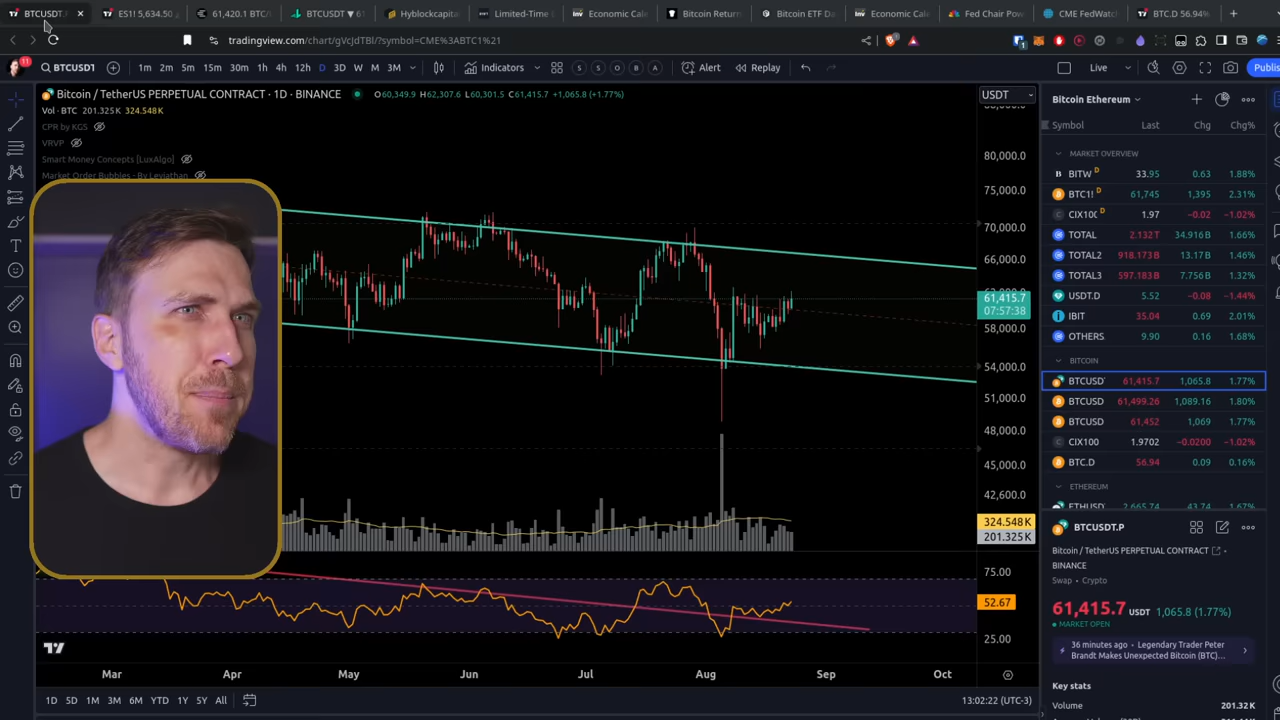 BTCUSDT.P
ES1! 5,634.50
61,420.1 BTC
BTCUSDT ▼ 61
Hyblockcapital
Limited-Time
Economic Cale
Bitcoin Return
Bitcoin ETF Da
Economic Cale
Fed Chair Pow
CME FedWatch
BTC.D 56.94%
tradingview.com/chart/gVcJdTBl/?symbol=CME%3ABTC1%21
11
BTCUSDT
1m 2m 5m 15m 30m 1h 4h 12h D 3D W M 3M
Indicators
S S O B A
Alert
Replay
Live
Publis
Bitcoin / TetherUS PERPETUAL CONTRACT · 1D · BINANCE
O60,349.9 H62,307.6 L60,301.5 C61,415.7 +1,065.8 (+1.77%)
Vol · BTC 201.325K 324.548K
CPR by KGS
VRVP
Smart Money Concepts [LuxAlgo]
Market Order Bubbles - By Leviathan
USDT
80,000.0
75,000.0
70,000.0
66,000.0
61,415.7
07:57:38
58,000.0
54,000.0
51,000.0
48,000.0
45,000.0
42,600.0
324.548K
201.325K
75.00
52.67
25.00
Mar Apr May Jun Jul Aug Sep Oct
1D 5D 1M 3M 6M YTD 1Y 5Y All
13:02:22 (UTC-3)
Bitcoin Ethereum
Symbol Last Chg Chg%
MARKET OVERVIEW
BITW D 33.95 0.63 1.88%
BTC1! D 61,745 1,395 2.31%
CIX100 D 1.97 −0.02 −1.02%
TOTAL 2.132T 34.916B 1.66%
TOTAL2 918.173B 13.17B 1.46%
TOTAL3 597.183B 7.756B 1.32%
USDT.D 5.52 −0.08 −1.44%
IBIT 35.04 0.69 2.01%
OTHERS 9.90 0.16 1.68%
BITCOIN
BTCUSD 61,415.7 1,065.8 1.77%
BTCUSD 61,499.26 1,089.16 1.80%
BTCUSD 61,452 1,069 1.77%
CIX100 1.9702 −0.0200 −1.02%
BTC.D 56.94 0.09 0.16%
ETHEREUM
ETHUSD 2,665.74 43.74 1.67%
BTCUSDT.P
Bitcoin / TetherUS PERPETUAL CONTRACT
BINANCE
Swap • Crypto
61,415.7 USDT 1,065.8 (1.77%)
MARKET OPEN
36 minutes ago • Legendary Trader Peter
Brandt Makes Unexpected Bitcoin (BTC)...
Key stats
Volume 201.32K